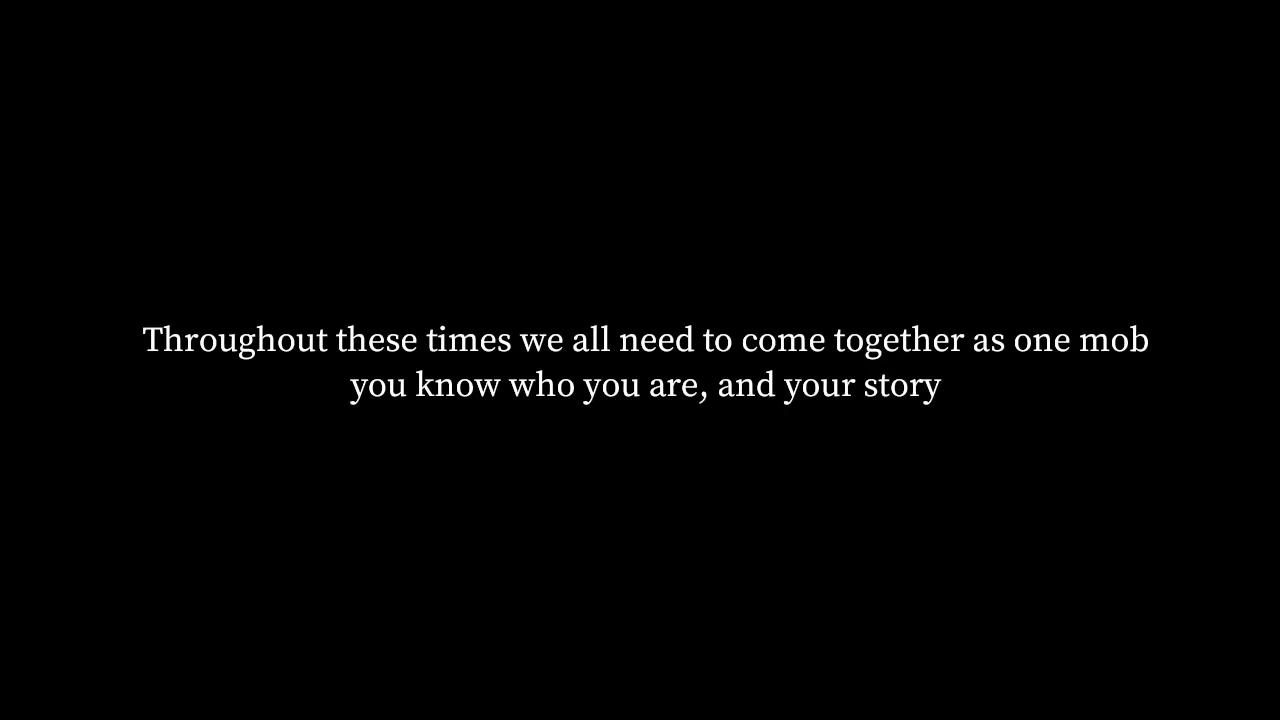 Throughout these times we all need to come together as one mob
you know who you are, and your story